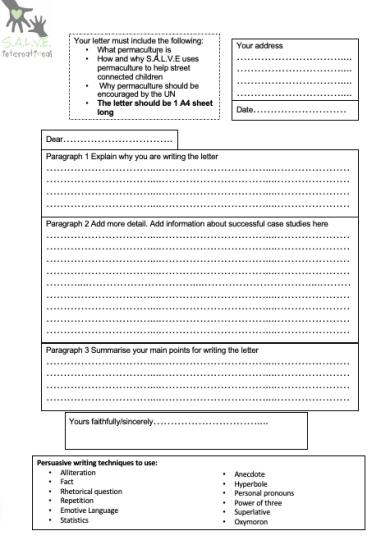 S.A.L.V.E.
International
Your letter must include the following:
• What permaculture is
• How and why S.A.L.V.E uses
permaculture to help street
connected children
• Why permaculture should be
encouraged by the UN
• The letter should be 1 A4 sheet
long
Your address
Date..............................
Dear..............................
Paragraph 1 Explain why you are writing the letter
Paragraph 2 Add more detail. Add information about successful case studies here
Paragraph 3 Summarise your main points for writing the letter
Yours faithfully/sincerely..............................
Persuasive writing techniques to use:
• Alliteration
• Fact
• Rhetorical question
• Repetition
• Emotive Language
• Statistics
• Anecdote
• Hyperbole
• Personal pronouns
• Power of three
• Superlative
• Oxymoron